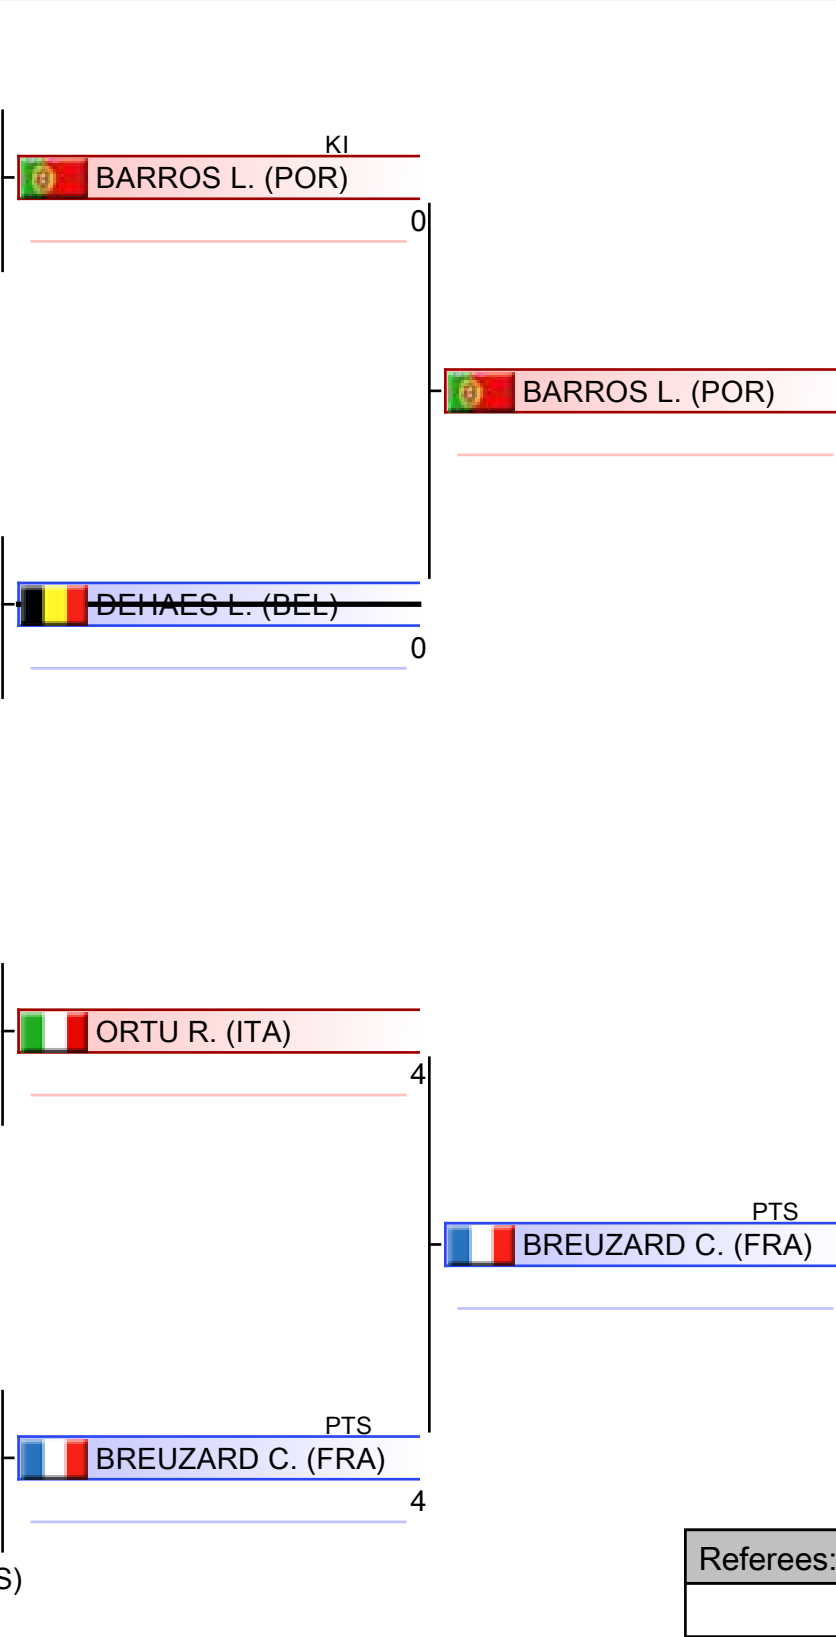 KI
BARROS L. (POR)
0
BARROS L. (POR)
DEHAES L. (BEL)
0
ORTU R. (ITA)
4
PTS
BREUZARD C. (FRA)
PTS
BREUZARD C. (FRA)
4
Referees:
S)